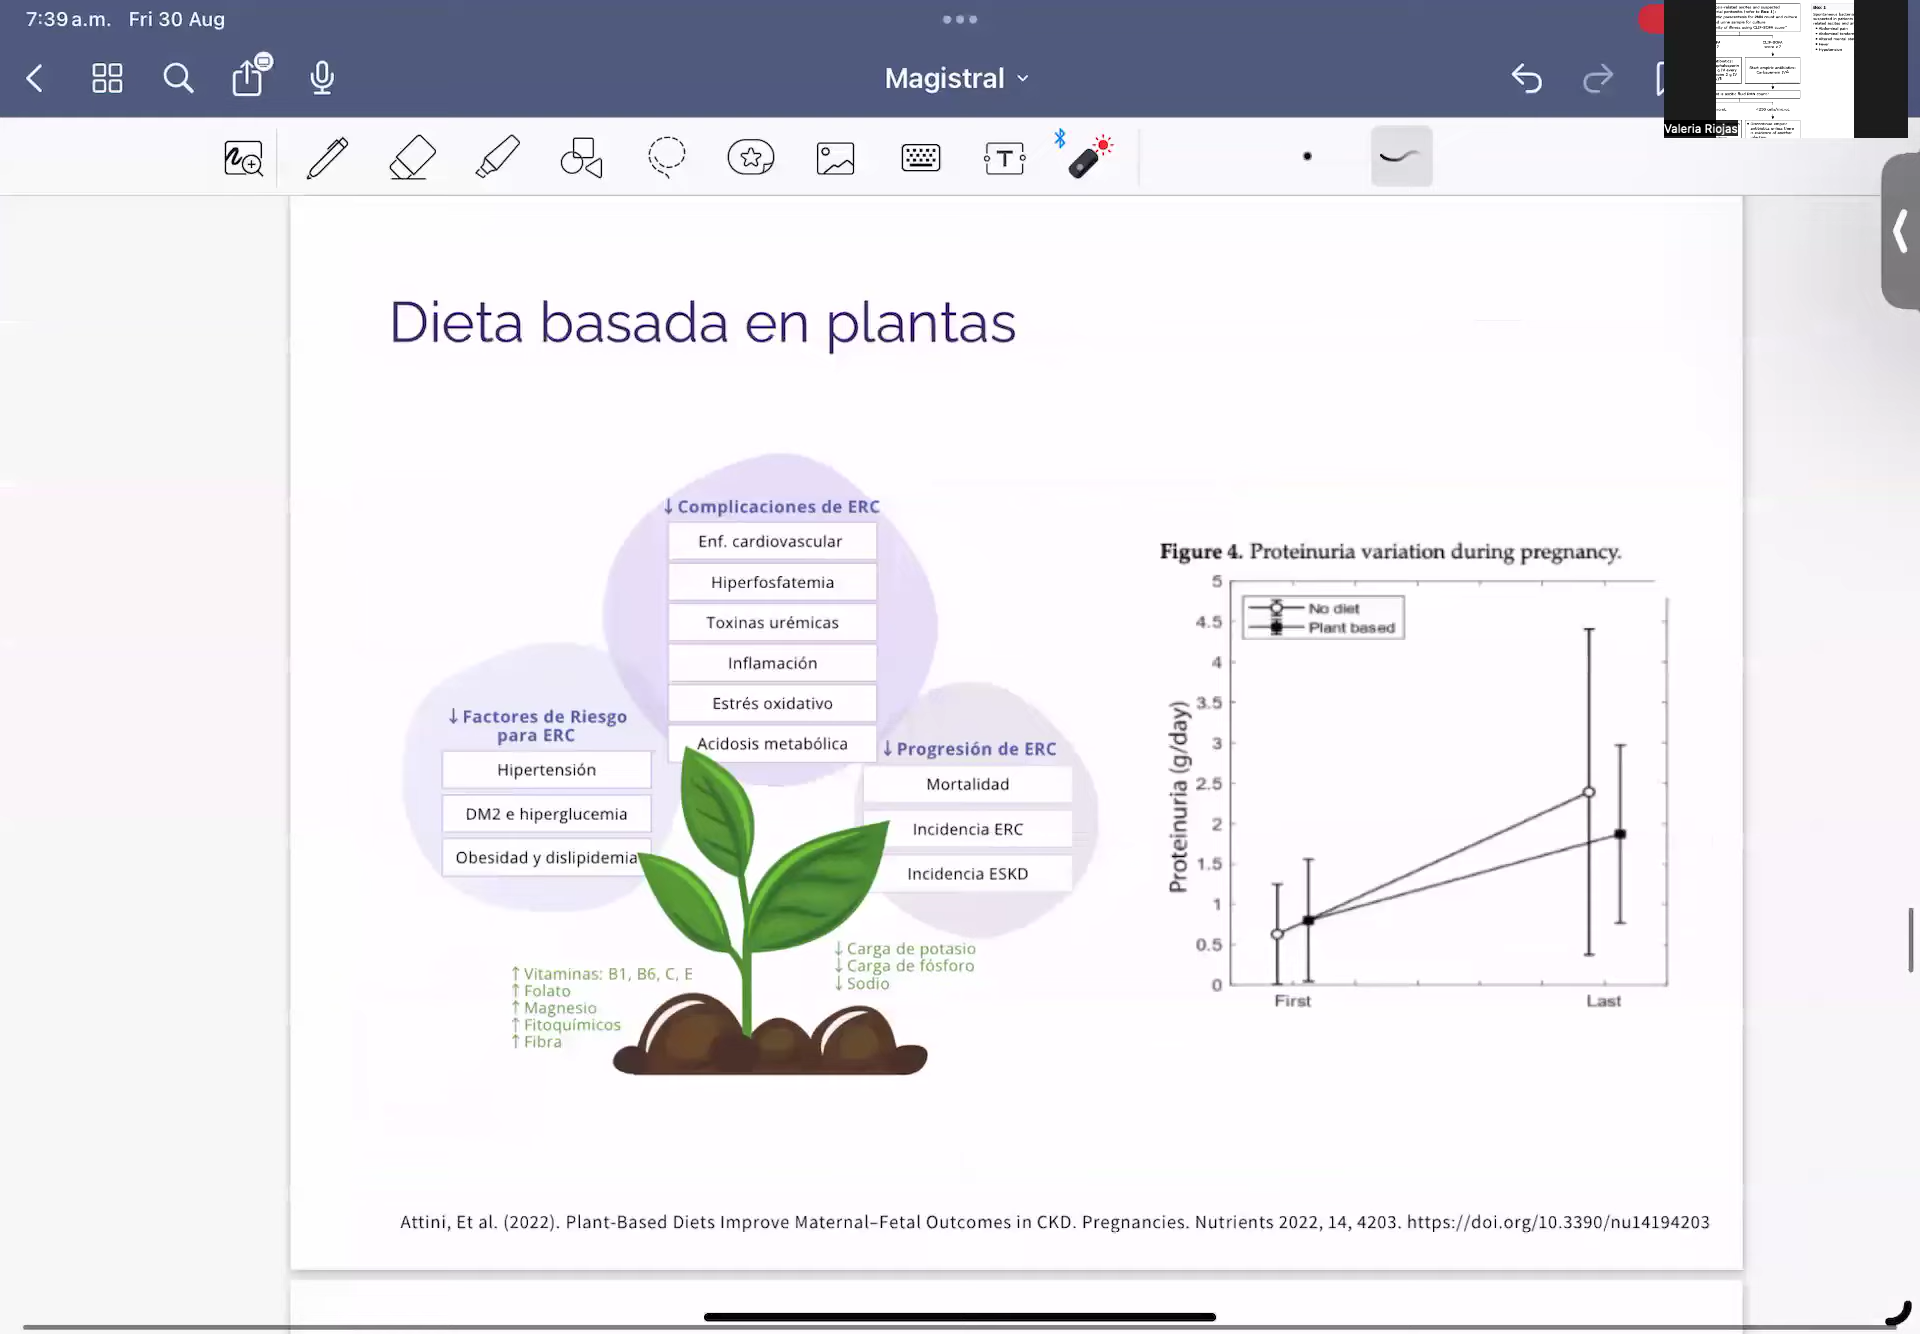 7:39 a.m. Fri 30 Aug
Magistral
Valeria Riojas
Dieta basada en plantas
↓ Complicaciones de ERC
Enf. cardiovascular
Hiperfosfatemia
Toxinas urémicas
Inflamación
Estrés oxidativo
Acidosis metabólica
↓ Factores de Riesgo
para ERC
Hipertensión
DM2 e hiperglucemia
Obesidad y dislipidemia
↓ Progresión de ERC
Mortalidad
Incidencia ERC
Incidencia ESKD
↑ Vitaminas: B1, B6, C, E
↑ Folato
↑ Magnesio
↑ Fitoquímicos
↑ Fibra
↓ Carga de potasio
↓ Carga de fósforo
↓ Sodio
Figure 4. Proteinuria variation during pregnancy.
No diet
Plant based
Proteinuria (g/day)
5
4.5
4
3.5
3
2.5
2
1.5
1
0.5
0
First Last
Attini, Et al. (2022). Plant-Based Diets Improve Maternal–Fetal Outcomes in CKD. Pregnancies. Nutrients 2022, 14, 4203. https://doi.org/10.3390/nu14194203